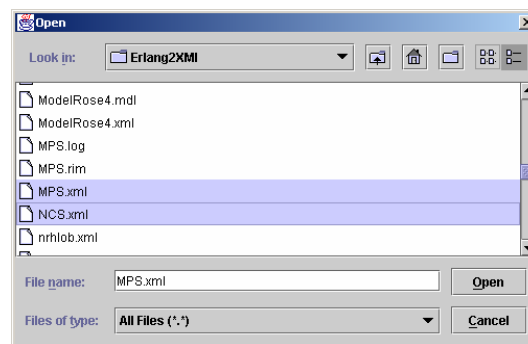 Open
Look in: Erlang2XMI
ModelRose4.mdl
ModelRose4.xml
MPS.log
MPS.rim
MPS.xml
NCS.xml
nrhlob.xml
File name: MPS.xml Open
Files of type: All Files (*.*) Cancel